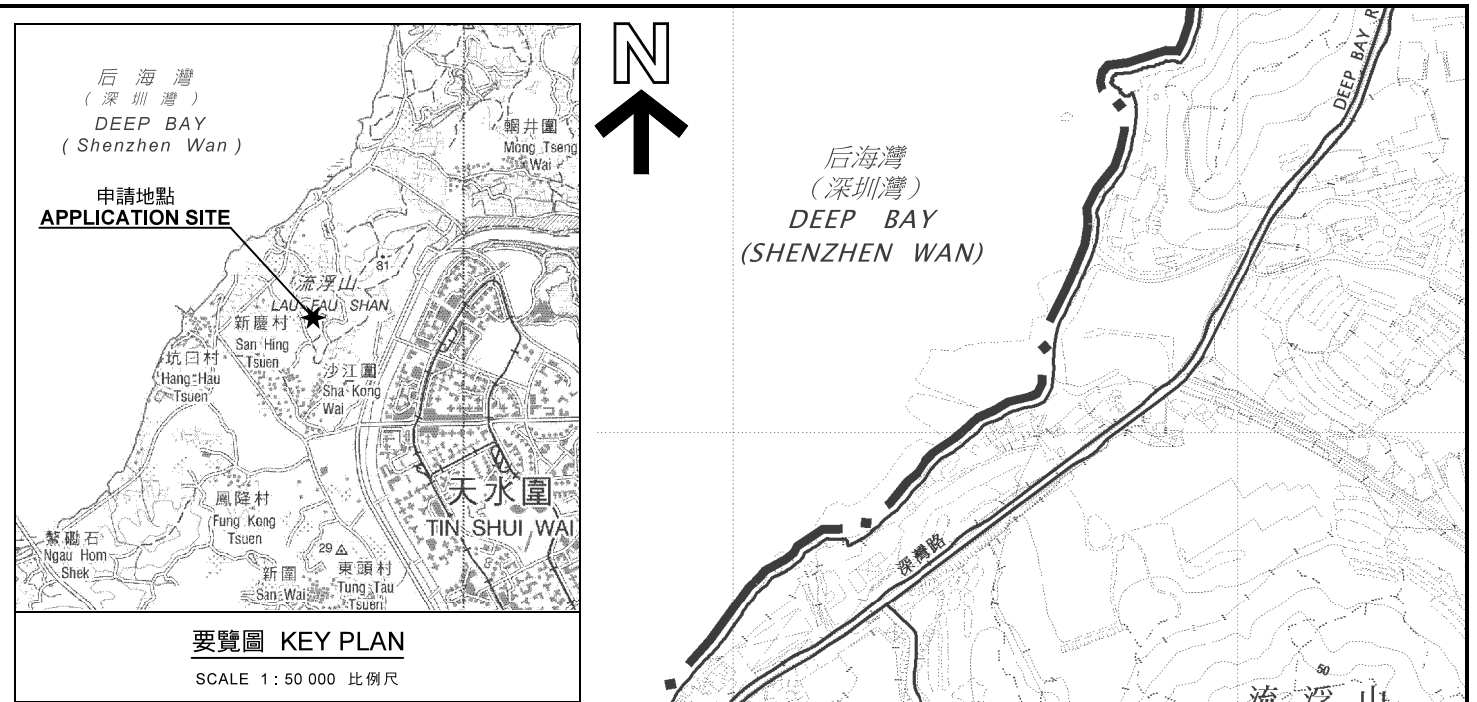 后海灣
(深圳灣)
DEEP BAY
(Shenzhen Wan)
申請地點
APPLICATION SITE
輞井圍
Mong Tseng
Wai
81
流浮山
LAU FAU SHAN
新慶村
San Hing
Tsuen
坑口村
Hang Hau
Tsuen
沙江圍
Sha Kong
Wai
天水圍
TIN SHUI WAI
鳳降村
Fung Kong
Tsuen
鰲磡石
Ngau Hom
Shek
29
新圍
San Wai
東頭村
Tung Tau
Tsuen
要覽圖 KEY PLAN
SCALE 1 : 50 000 比例尺
N
后海灣
(深圳灣)
DEEP BAY
(SHENZHEN WAN)
DEEP BAY R
深灣路
50
流浮山